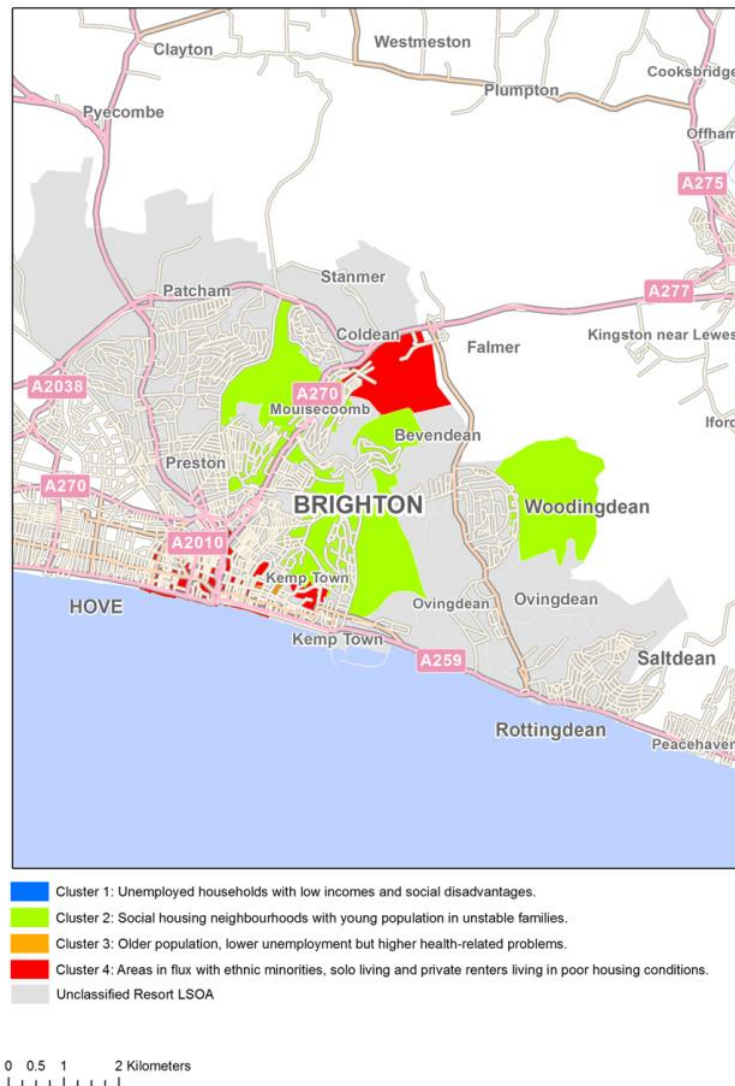 Westmeston
Clayton
Cooksbridge
Plumpton
Pyecombe
Offham
A275
Stanmer
Patcham
A277
Coldean
Kingston near Lewes
Falmer
A2038
A270
Moulsecoomb
Iford
Bevendean
Preston
A270
BRIGHTON
Woodingdean
A2010
Kemp Town
Ovingdean
Ovingdean
HOVE
Kemp Town
Saltdean
A259
Rottingdean
Peacehaven
Cluster 1: Unemployed households with low incomes and social disadvantages.
Cluster 2: Social housing neighbourhoods with young population in unstable families.
Cluster 3: Older population, lower unemployment but higher health-related problems.
Cluster 4: Areas in flux with ethnic minorities, solo living and private renters living in poor housing conditions.
Unclassified Resort LSOA
0 0.5 1 2 Kilometers